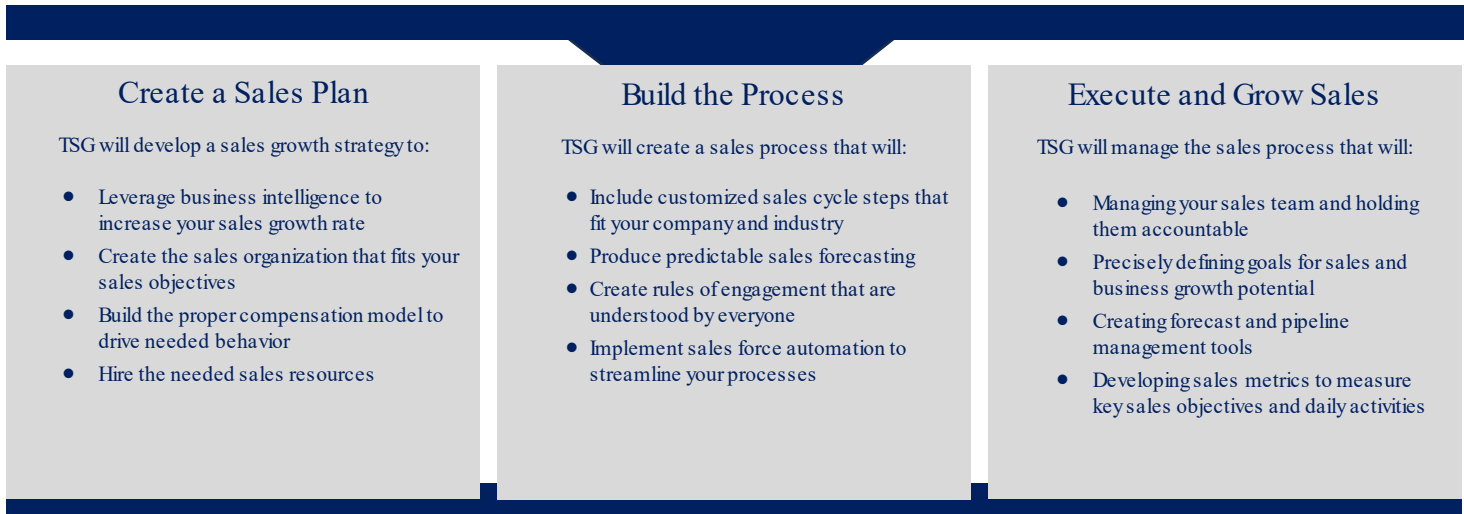 Create a Sales Plan
TSG will develop a sales growth strategy to:
● Leverage business intelligence to
increase your sales growth rate
● Create the sales organization that fits your
sales objectives
● Build the proper compensation model to
drive needed behavior
● Hire the needed sales resources
Build the Process
TSG will create a sales process that will:
● Include customized sales cycle steps that
fit your company and industry
● Produce predictable sales forecasting
● Create rules of engagement that are
understood by everyone
● Implement sales force automation to
streamline your processes
Execute and Grow Sales
TSG will manage the sales process that will:
● Managing your sales team and holding
them accountable
● Precisely defining goals for sales and
business growth potential
● Creating forecast and pipeline
management tools
● Developing sales metrics to measure
key sales objectives and daily activities